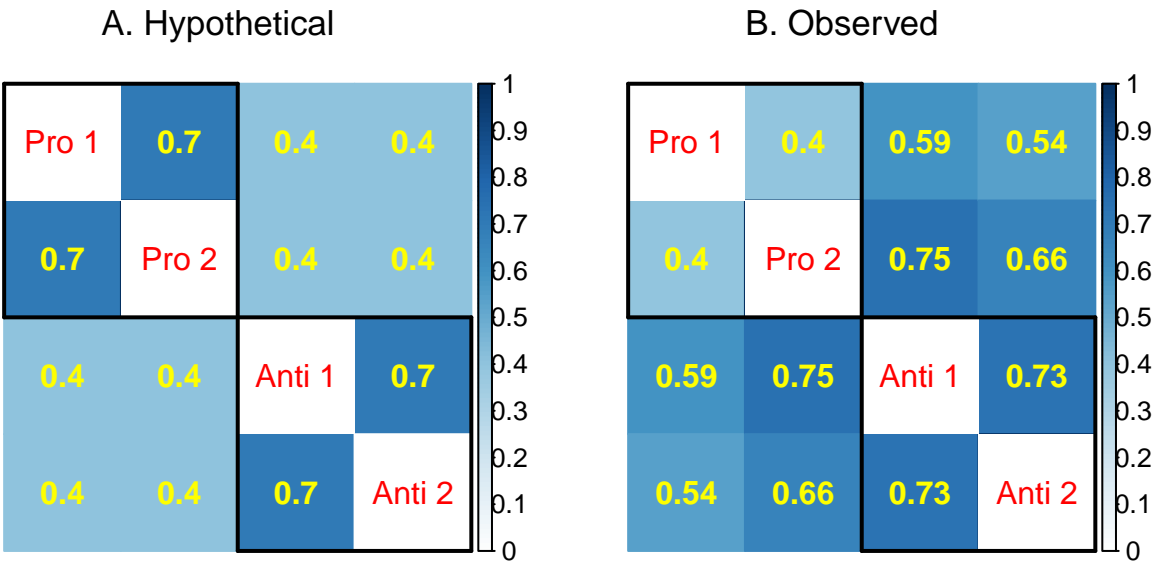 A. Hypothetical
Pro 1 0.7 0.4 0.4
0.7 Pro 2 0.4 0.4
0.4 0.4 Anti 1 0.7
0.4 0.4 0.7 Anti 2
1
0.9
0.8
0.7
0.6
0.5
0.4
0.3
0.2
0.1
0
B. Observed
Pro 1 0.4 0.59 0.54
0.4 Pro 2 0.75 0.66
0.59 0.75 Anti 1 0.73
0.54 0.66 0.73 Anti 2
1
0.9
0.8
0.7
0.6
0.5
0.4
0.3
0.2
0.1
0